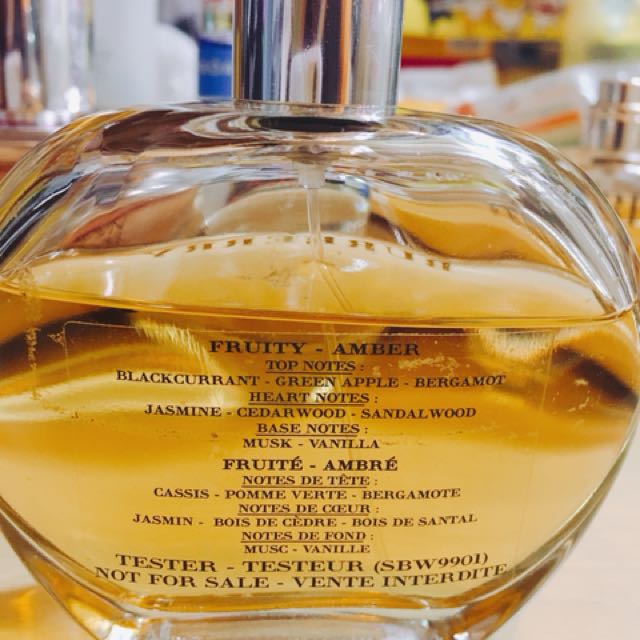 FRUITY - AMBER
TOP NOTES :
BLACKCURRANT - GREEN APPLE - BERGAMOT
HEART NOTES :
JASMINE - CEDARWOOD - SANDALWOOD
BASE NOTES :
MUSK - VANILLA
FRUITÉ - AMBRÉ
NOTES DE TÊTE :
CASSIS - POMME VERTE - BERGAMOTE
NOTES DE CŒUR :
JASMIN - BOIS DE CÈDRE - BOIS DE SANTAL
NOTES DE FOND :
MUSC - VANILLE
TESTER - TESTEUR (SBW9901)
NOT FOR SALE - VENTE INTERDITE